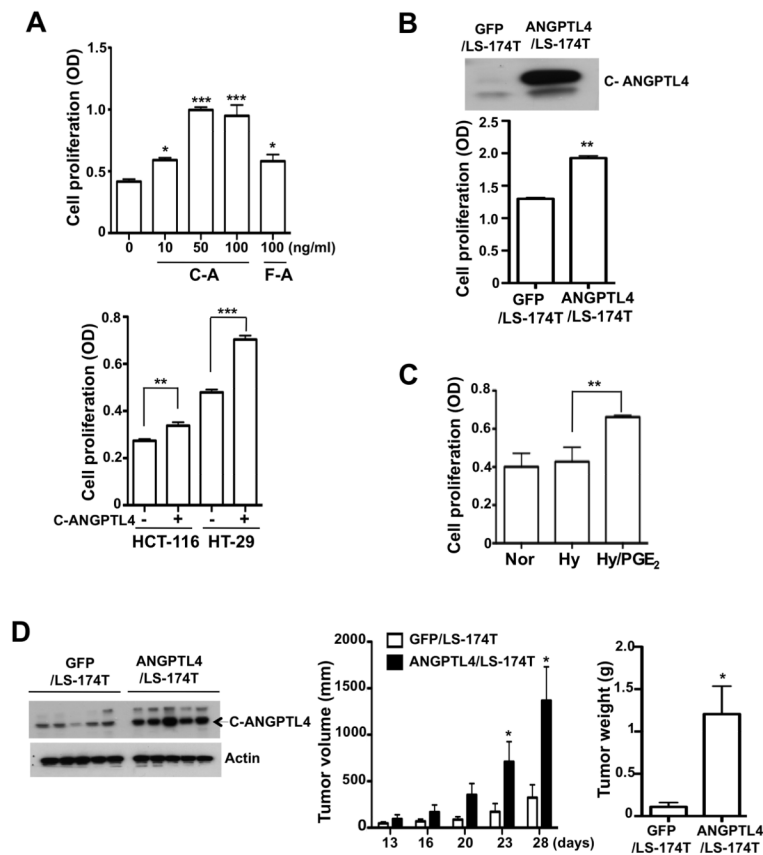 A
Cell proliferation (OD)
1.5
1.0
0.5
0
* *** *** *
0 10 50 100 100 (ng/ml)
C-A F-A
Cell proliferation (OD)
0.8
0.6
0.4
0.2
0
** ***
C-ANGPTL4 - + - +
HCT-116 HT-29
B
GFP ANGPTL4
/LS-174T /LS-174T
C- ANGPTL4
Cell proliferation (OD)
2.5
2.0
1.5
1.0
0.5
0
**
GFP ANGPTL4
/LS-174T /LS-174T
C
Cell proliferation (OD)
0.8
0.6
0.4
0.2
0
**
Nor Hy Hy/PGE₂
D
GFP ANGPTL4
/LS-174T /LS-174T
C-ANGPTL4
Actin
Tumor volume (mm)
2000
1500
1000
500
0
GFP/LS-174T
ANGPTL4/LS-174T
* *
13 16 20 23 28 (days)
Tumor weight (g)
2.0
1.5
1.0
.5
0
*
GFP ANGPTL4
/LS-174T /LS-174T